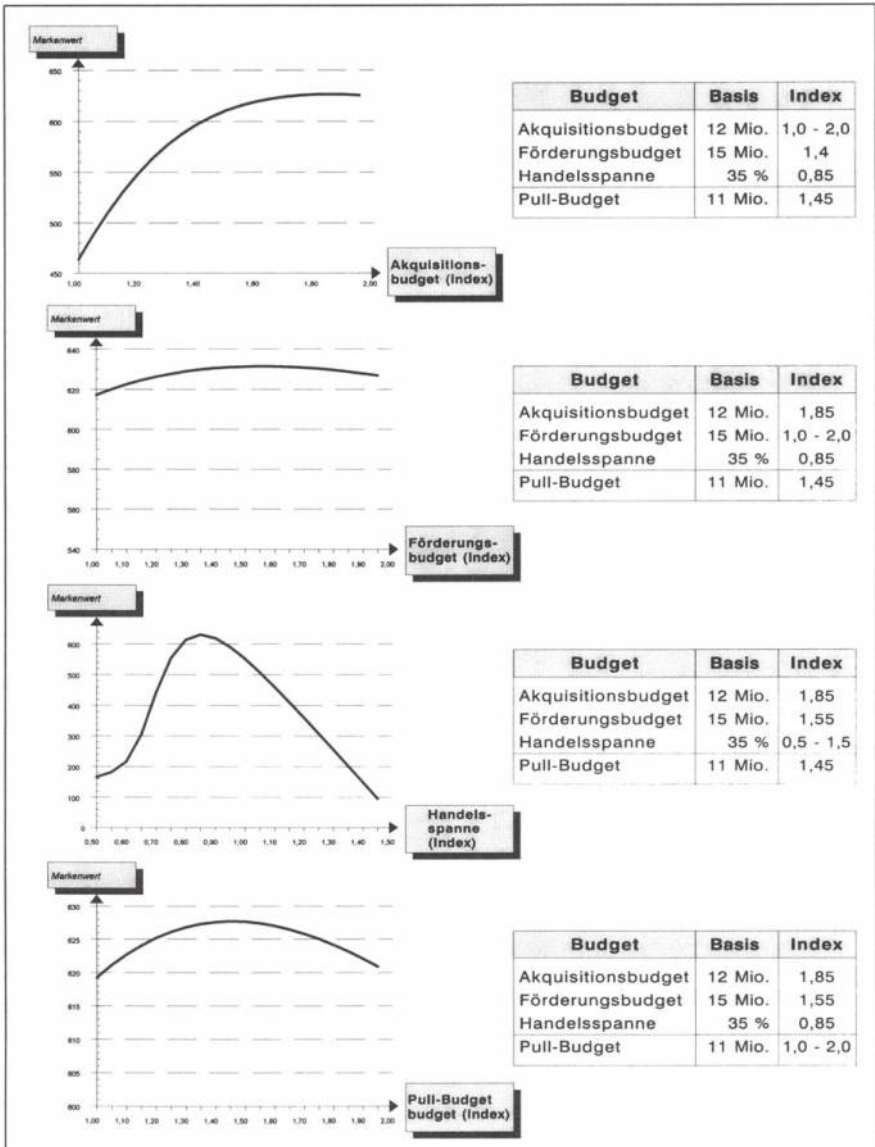 Markenwert
650
600
550
500
450
1,00 1,20 1,40 1,60 1,80 2,00
Akquisitions-
budget (Index)
Budget Basis Index
Akquisitionsbudget 12 Mio. 1,0 - 2,0
Förderungsbudget 15 Mio. 1,4
Handelsspanne 35 % 0,85
Pull-Budget 11 Mio. 1,45
Markenwert
640
620
600
580
560
540
1,00 1,10 1,20 1,30 1,40 1,50 1,60 1,70 1,80 1,90 2,00
Förderungs-
budget (Index)
Budget Basis Index
Akquisitionsbudget 12 Mio. 1,85
Förderungsbudget 15 Mio. 1,0 - 2,0
Handelsspanne 35 % 0,85
Pull-Budget 11 Mio. 1,45
Markenwert
600
500
400
300
200
100
0
0,50 0,60 0,70 0,80 0,90 1,00 1,10 1,20 1,30 1,40 1,50
Handels-
spanne
(Index)
Budget Basis Index
Akquisitionsbudget 12 Mio. 1,85
Förderungsbudget 15 Mio. 1,55
Handelsspanne 35 % 0,5 - 1,5
Pull-Budget 11 Mio. 1,45
Markenwert
630
625
620
615
610
605
600
1,00 1,10 1,20 1,30 1,40 1,50 1,60 1,70 1,80 1,90 2,00
Pull-Budget
budget (Index)
Budget Basis Index
Akquisitionsbudget 12 Mio. 1,85
Förderungsbudget 15 Mio. 1,55
Handelsspanne 35 % 0,85
Pull-Budget 11 Mio. 1,0 - 2,0